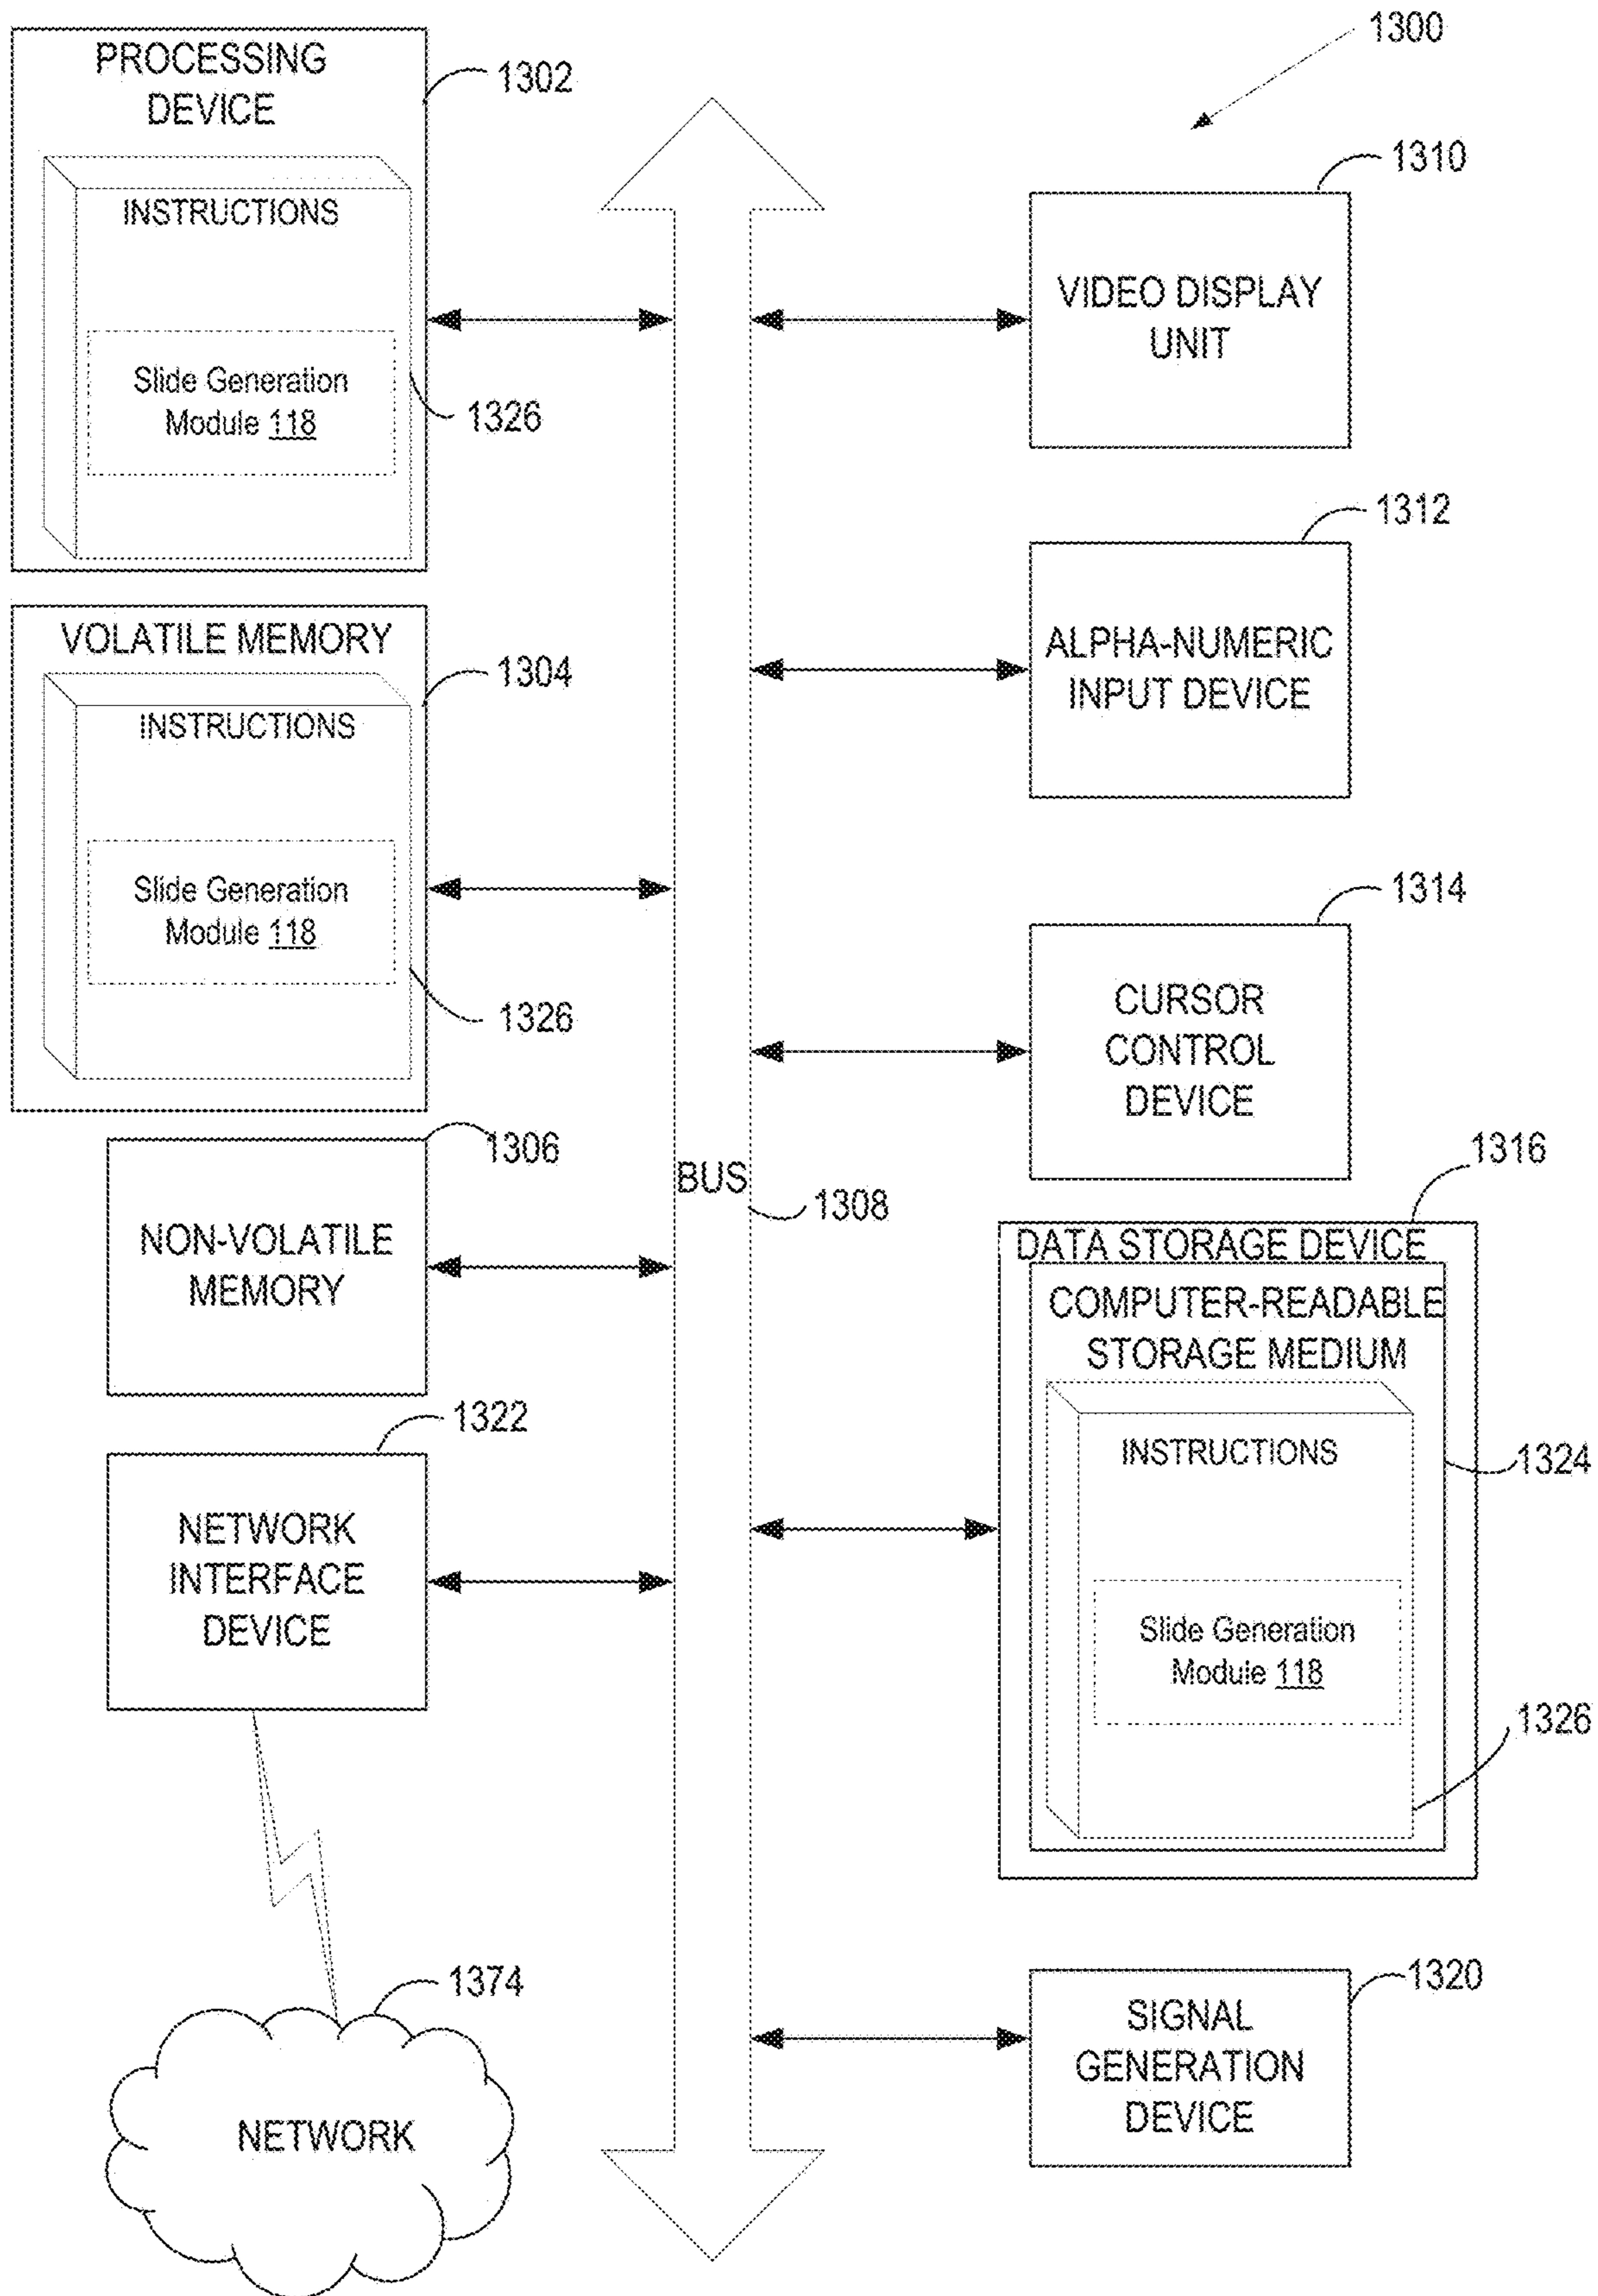 1300
PROCESSING
DEVICE
1302
INSTRUCTIONS
Slide Generation
Module 118
1326
VOLATILE MEMORY
1304
INSTRUCTIONS
Slide Generation
Module 118
1326
1306
NON-VOLATILE
MEMORY
1322
NETWORK
INTERFACE
DEVICE
1374
NETWORK
BUS
1308
1310
VIDEO DISPLAY
UNIT
1312
ALPHA-NUMERIC
INPUT DEVICE
1314
CURSOR
CONTROL
DEVICE
1316
DATA STORAGE DEVICE
COMPUTER-READABLE
STORAGE MEDIUM
INSTRUCTIONS
1324
Slide Generation
Module 118
1326
1320
SIGNAL
GENERATION
DEVICE